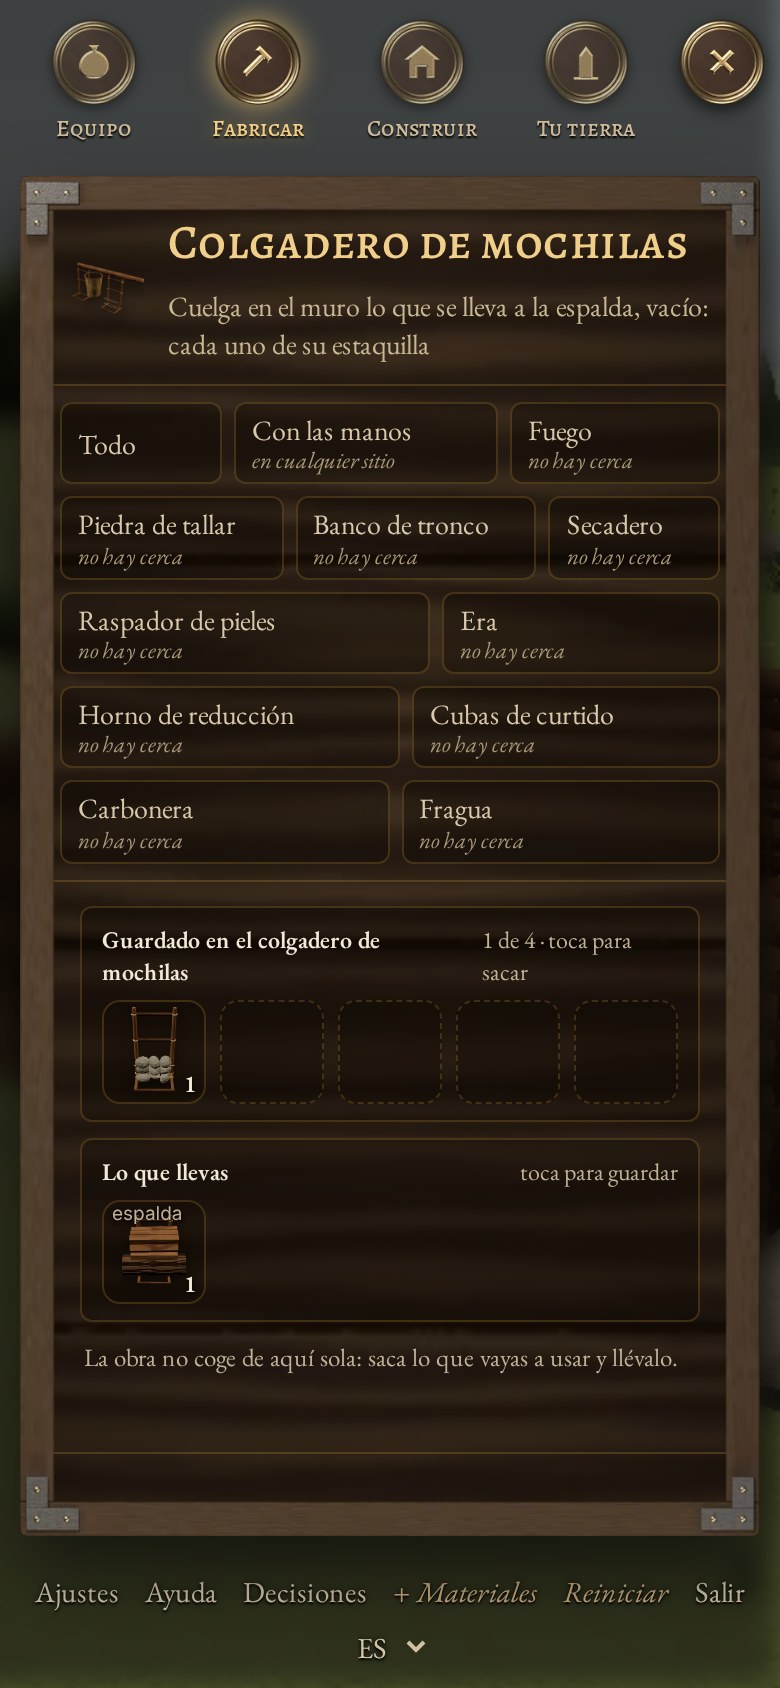 Equipo
Fabricar
Construir
Tu tierra
Colgadero de mochilas
Cuelga en el muro lo que se lleva a la espalda, vacío:
cada uno de su estaquilla
Todo
Con las manos
en cualquier sitio
Fuego
no hay cerca
Piedra de tallar
no hay cerca
Banco de tronco
no hay cerca
Secadero
no hay cerca
Raspador de pieles
no hay cerca
Era
no hay cerca
Horno de reducción
no hay cerca
Cubas de curtido
no hay cerca
Carbonera
no hay cerca
Fragua
no hay cerca
Guardado en el colgadero de
mochilas
1 de 4 · toca para
sacar
1
Lo que llevas
toca para guardar
espalda
1
La obra no coge de aquí sola: saca lo que vayas a usar y llévalo.
Ajustes
Ayuda
Decisiones
+ Materiales
Reiniciar
Salir
ES